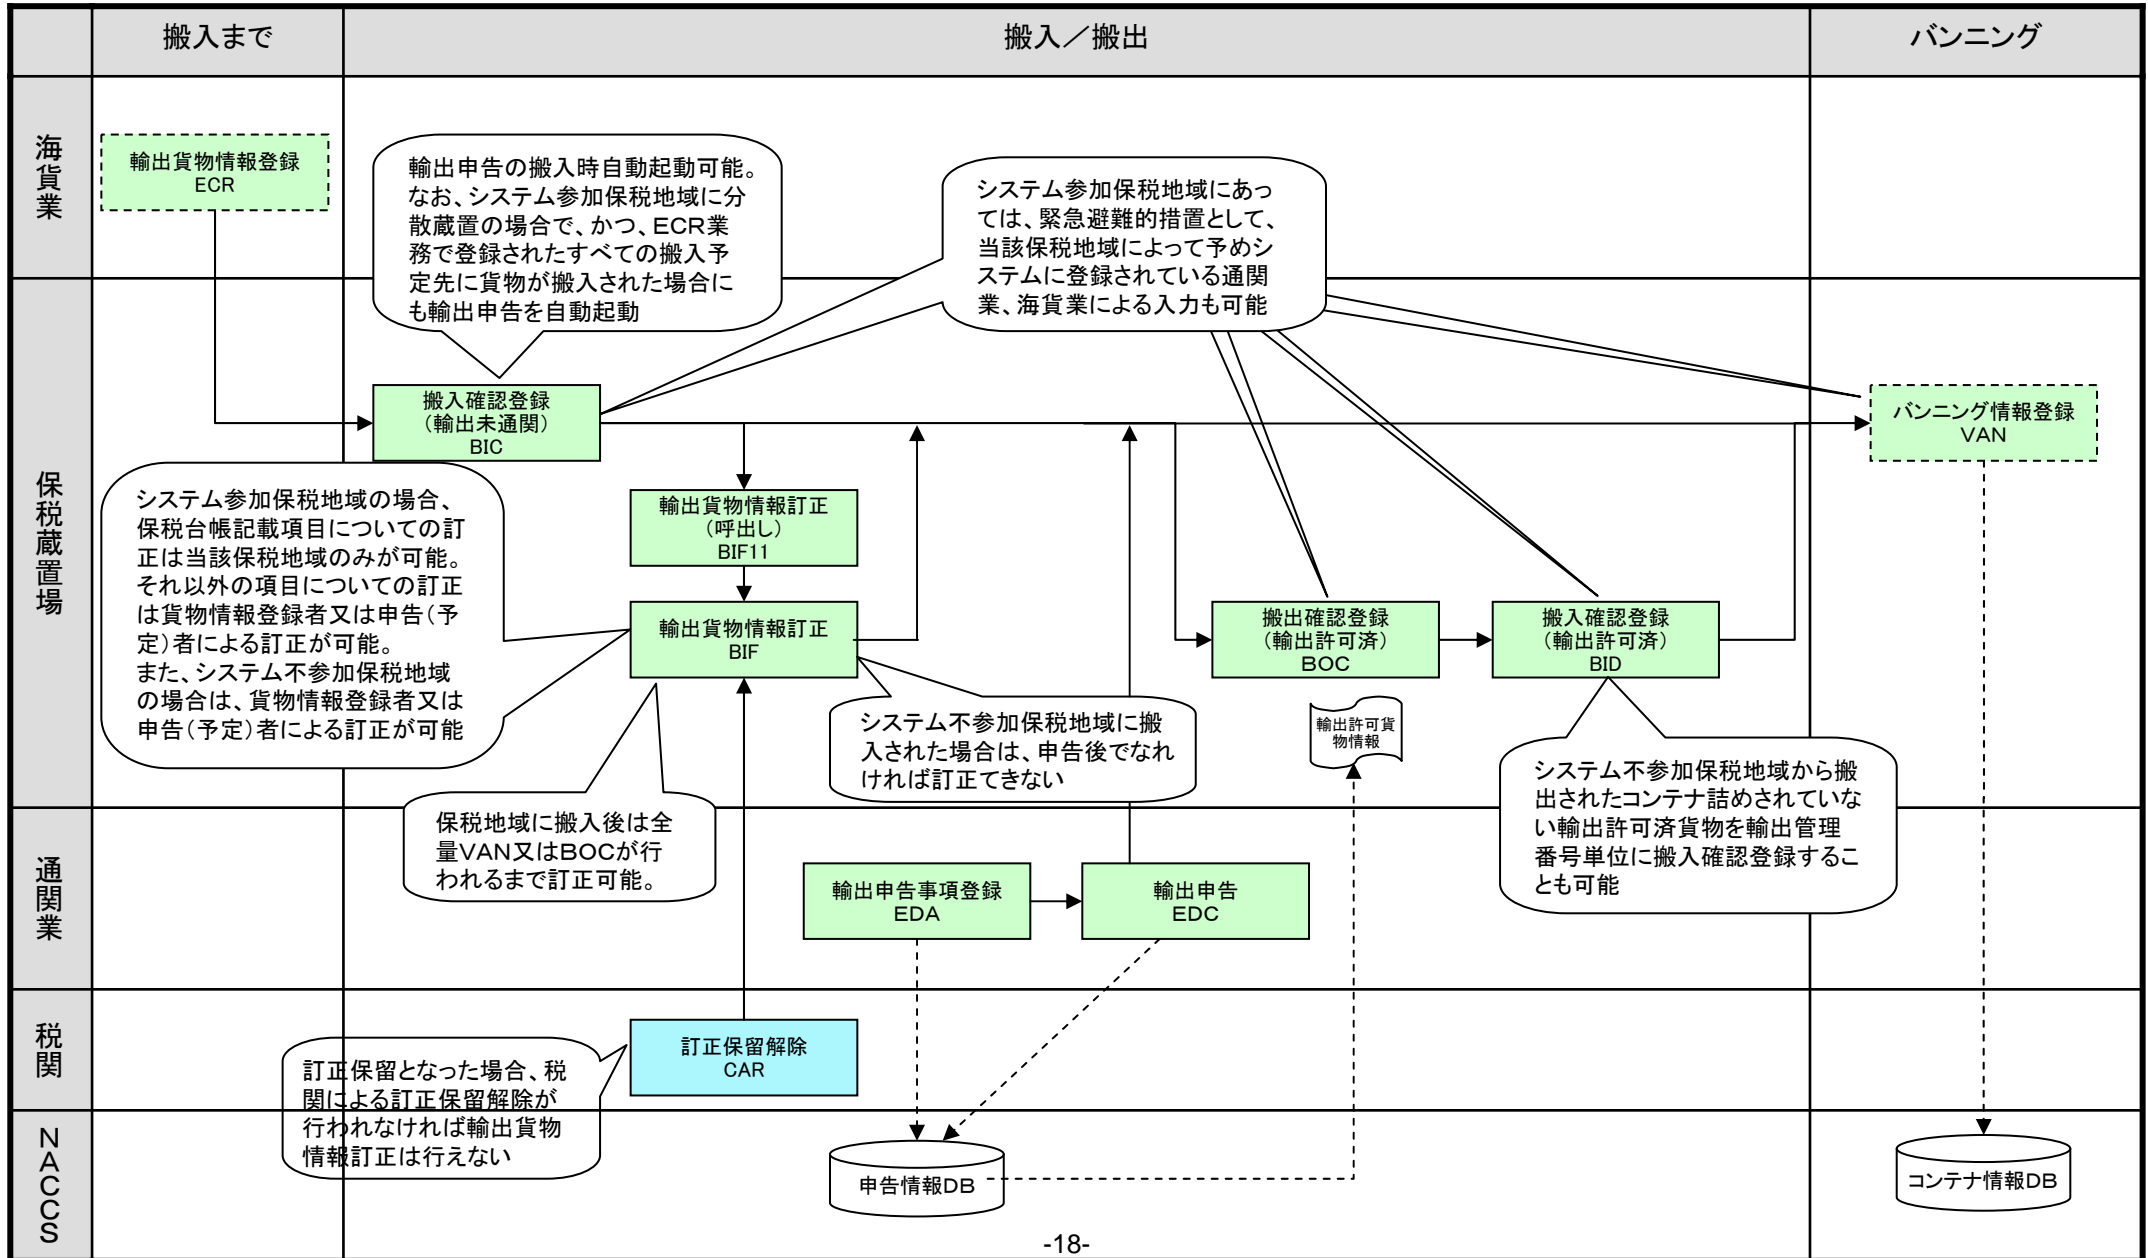 搬入まで
搬入／搬出
バンニング
海貨業
輸出貨物情報登録
ECR
輸出申告の搬入時自動起動可能。
なお、システム参加保税地域に分
散蔵置の場合で、かつ、ECR業
務で登録されたすべての搬入予
定先に貨物が搬入された場合に
も輸出申告を自動起動
システム参加保税地域にあっ
ては、緊急避難的措置として、
当該保税地域によって予めシ
ステムに登録されている通関
業、海貨業による入力も可能
保税蔵置場
搬入確認登録
（輸出未通関）
BIC
バンニング情報登録
VAN
システム参加保税地域の場合、
保税台帳記載項目についての訂
正は当該保税地域のみが可能。
それ以外の項目についての訂正
は貨物情報登録者又は申告（予
定）者による訂正が可能。
また、システム不参加保税地域
の場合は、貨物情報登録者又は
申告（予定）者による訂正が可能
輸出貨物情報訂正
（呼出し）
BIF11
輸出貨物情報訂正
BIF
搬出確認登録
（輸出許可済）
BOC
搬入確認登録
（輸出許可済）
BID
システム不参加保税地域に搬
入された場合は、申告後でなれ
ければ訂正てきない
輸出許可貨
物情報
システム不参加保税地域から搬
出されたコンテナ詰めされていな
い輸出許可済貨物を輸出管理
番号単位に搬入確認登録するこ
とも可能
保税地域に搬入後は全
量VAN又はBOCが行
われるまで訂正可能。
通関業
輸出申告事項登録
EDA
輸出申告
EDC
税関
訂正保留解除
CAR
訂正保留となった場合、税
関による訂正保留解除が
行われなければ輸出貨物
情報訂正は行えない
NACCS
申告情報DB
コンテナ情報DB
-18-